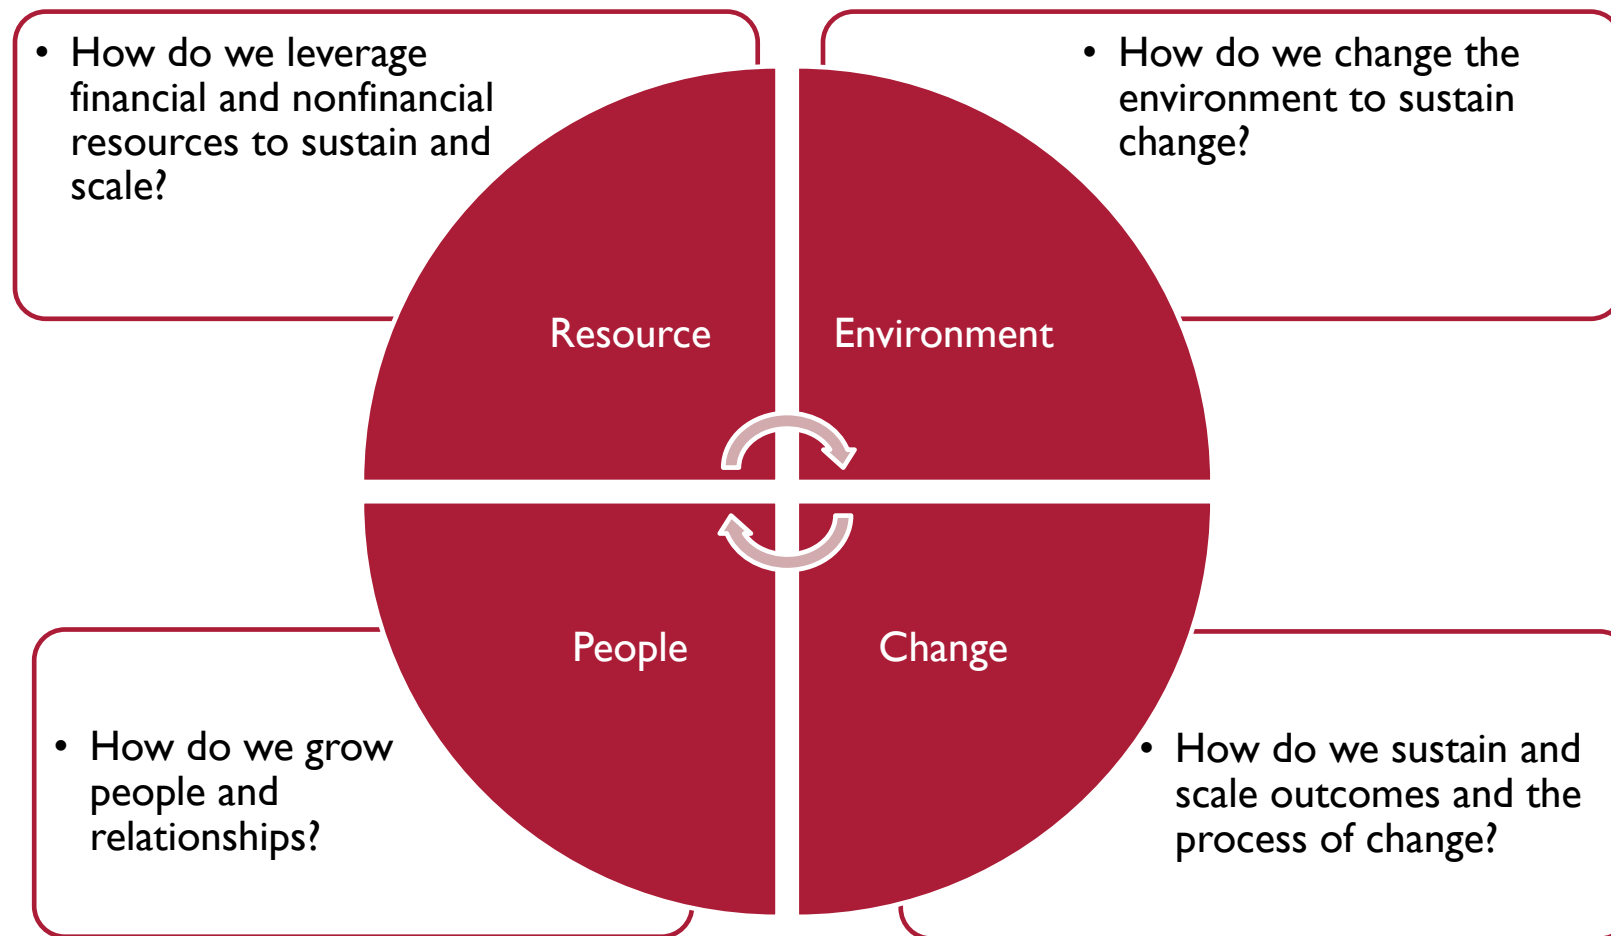 • How do we leverage
financial and nonfinancial
resources to sustain and
scale?
• How do we change the
environment to sustain
change?
Resource
Environment
People
Change
• How do we grow
people and
relationships?
• How do we sustain and
scale outcomes and the
process of change?